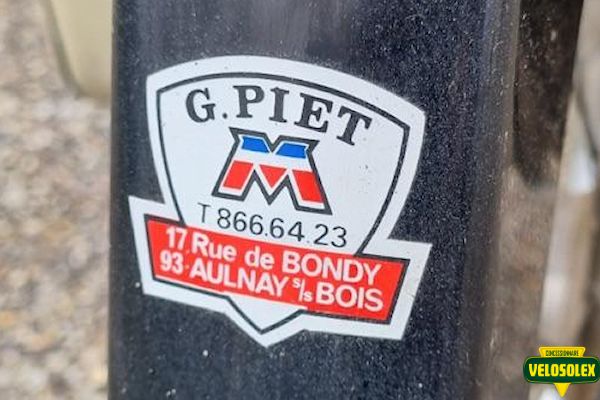 G. PIET
M
T 866.64.23
17, Rue de BONDY
93-AULNAY s/s BOIS
CONCESSIONNAIRE
VELOSOLEX